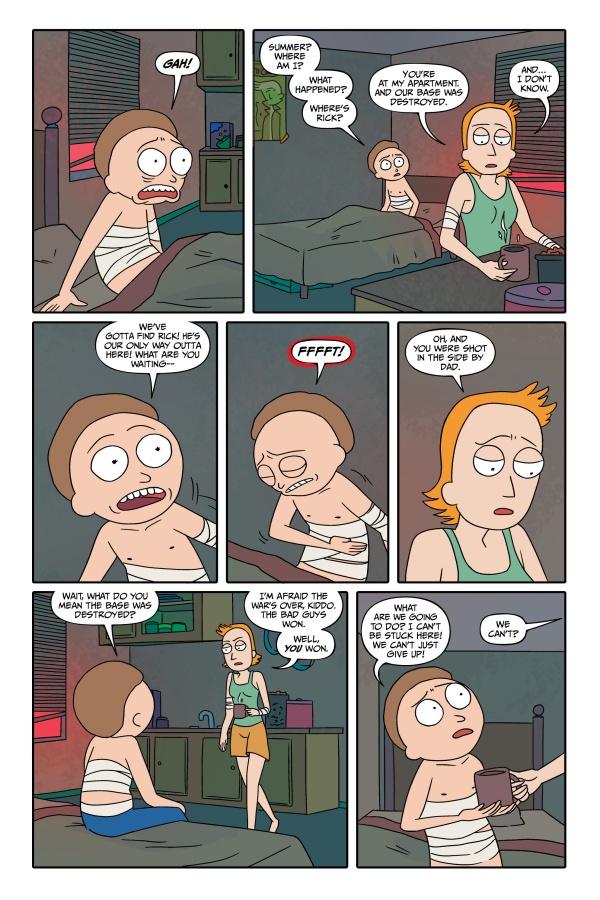 GAH!
SUMMER?
WHERE
AM I?
WHAT
HAPPENED?
WHERE'S
RICK?
YOU'RE
AT MY APARTMENT.
AND OUR BASE WAS
DESTROYED.
AND...
I DON'T
KNOW.
WE'VE
GOTTA FIND RICK! HE'S
OUR ONLY WAY OUTTA
HERE! WHAT ARE YOU
WAITING--
FFFFT!
OH, AND
YOU WERE SHOT
IN THE SIDE BY
DAD.
WAIT, WHAT DO YOU
MEAN THE BASE WAS
DESTROYED?
I'M AFRAID THE
WAR'S OVER, KIDDO.
THE BAD GUYS
WON.
WELL,
YOU WON.
WHAT
ARE WE GOING
TO DO? I CAN'T
BE STUCK HERE!
WE CAN'T JUST
GIVE UP!
WE
CAN'T?